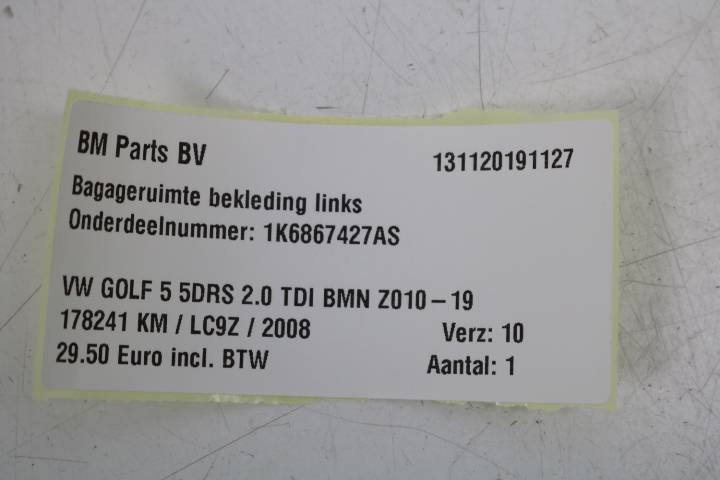 BM Parts BV 131120191127
Bagageruimte bekleding links
Onderdeelnummer: 1K6867427AS
VW GOLF 5 5DRS 2.0 TDI BMN Z010-19
178241 KM / LC9Z / 2008 Verz: 10
29.50 Euro incl. BTW Aantal: 1